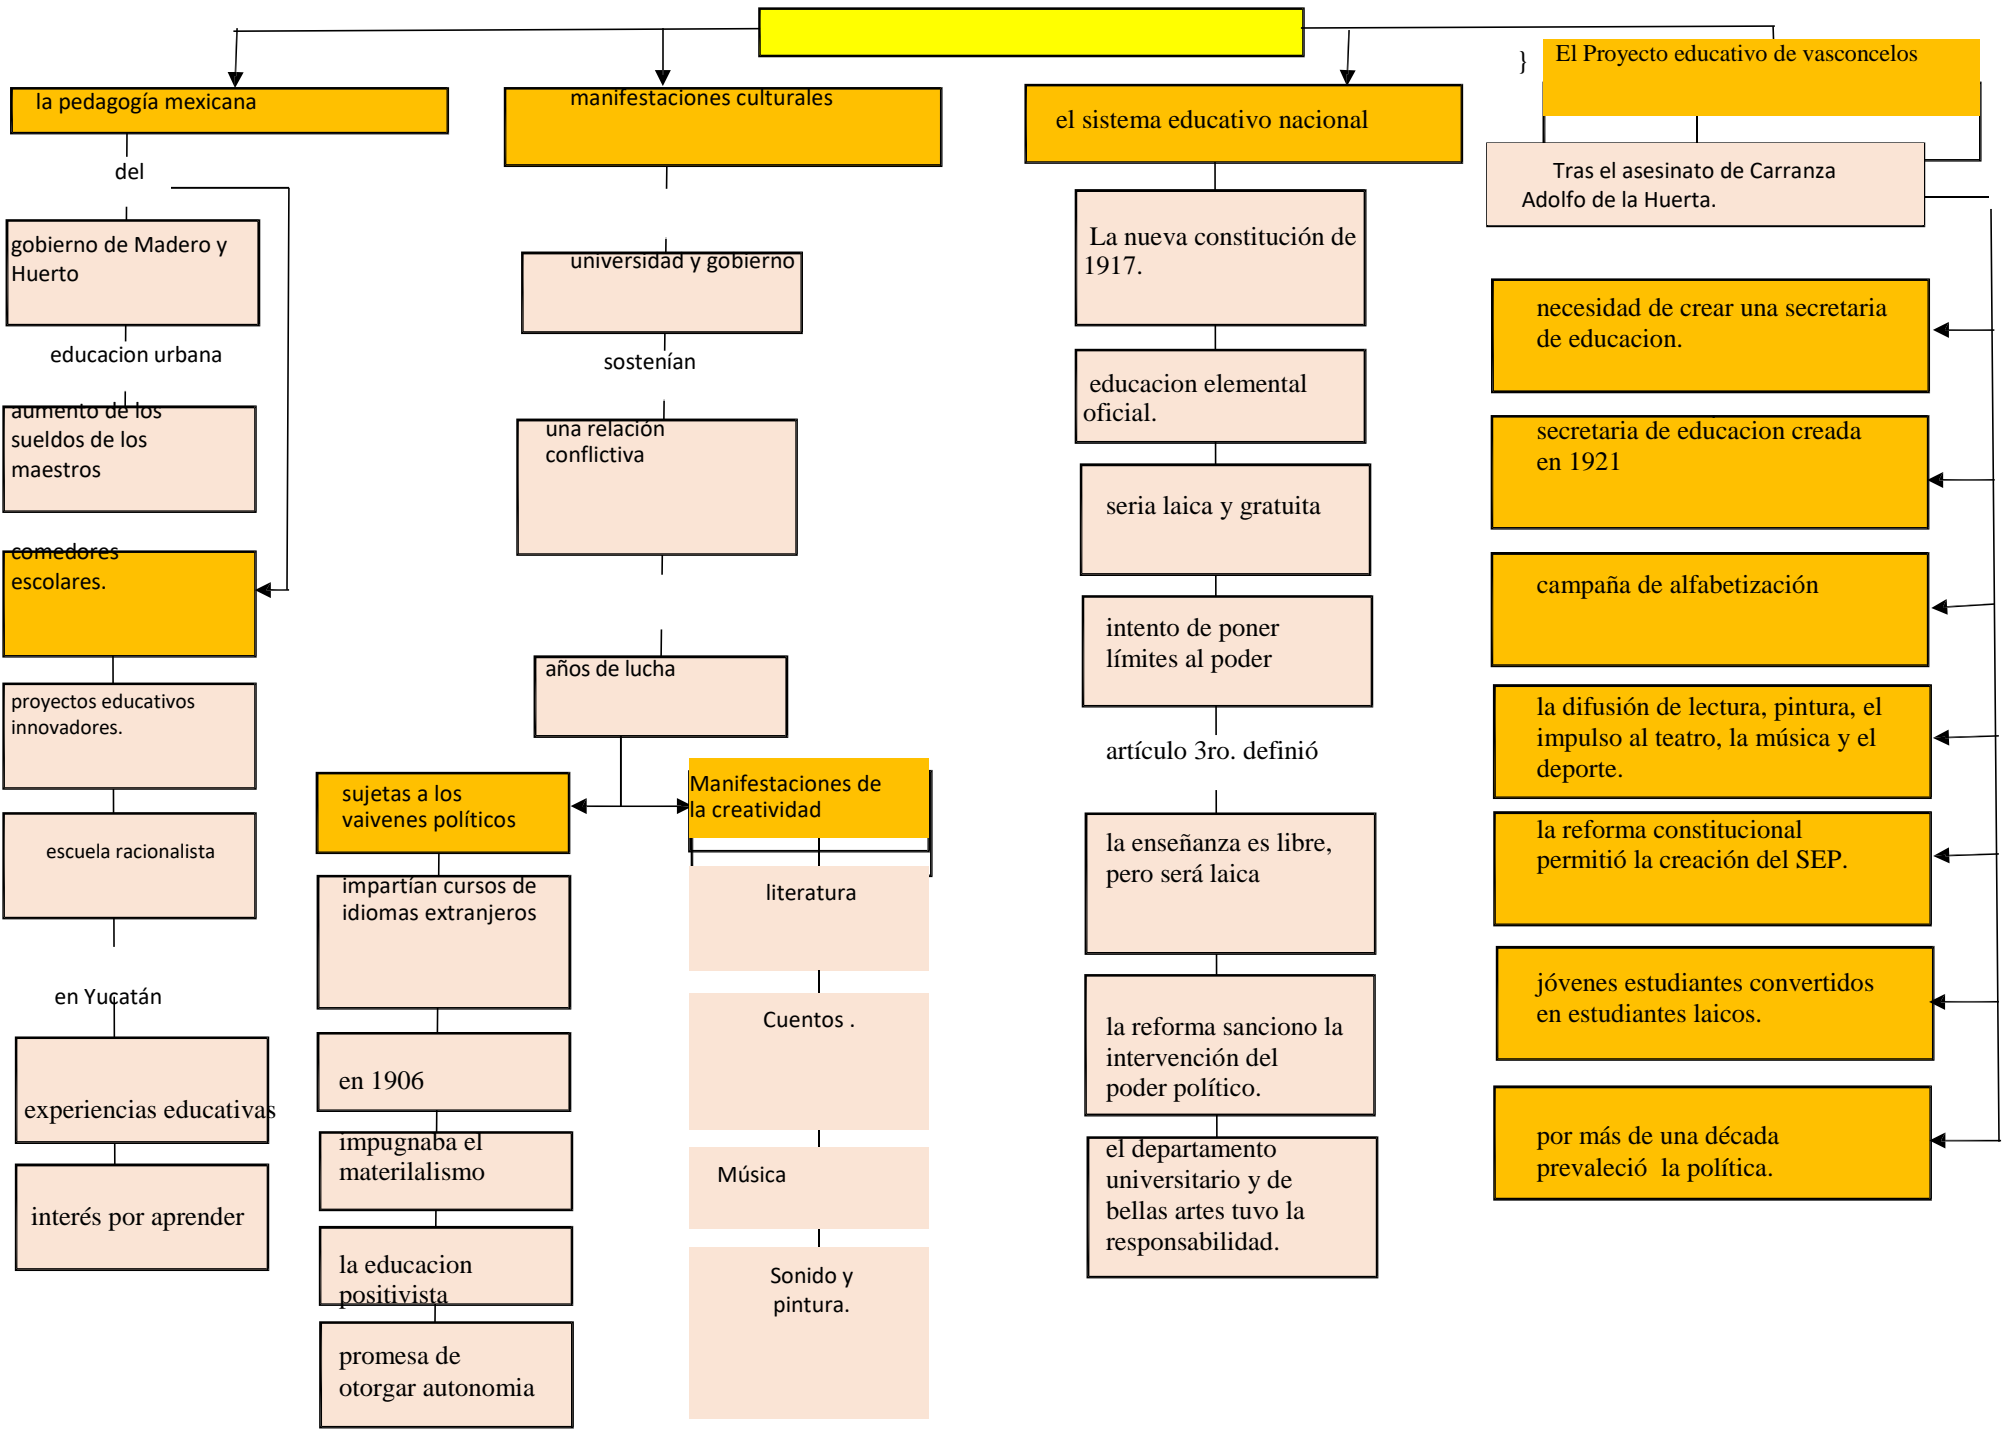 la pedagogía mexicana
del
gobierno de Madero y
Huerto
educacion urbana
aumento de los
sueldos de los
maestros
comedores
escolares.
proyectos educativos
innovadores.
escuela racionalista
en Yucatán
experiencias educativas
interés por aprender
manifestaciones culturales
universidad y gobierno
sostenían
una relación
conflictiva
años de lucha
sujetas a los
vaivenes políticos
impartían cursos de
idiomas extranjeros
en 1906
impugnaba el
materilalismo
la educacion
positivista
promesa de
otorgar autonomia
Manifestaciones de
la creatividad
literatura
Cuentos .
Música
Sonido y
pintura.
el sistema educativo nacional
La nueva constitución de
1917.
educacion elemental
oficial.
seria laica y gratuita
intento de poner
límites al poder
artículo 3ro. definió
la enseñanza es libre,
pero será laica
la reforma sanciono la
intervención del
poder político.
el departamento
universitario y de
bellas artes tuvo la
responsabilidad.
} El Proyecto educativo de vasconcelos
Tras el asesinato de Carranza
Adolfo de la Huerta.
necesidad de crear una secretaria
de educacion.
secretaria de educacion creada
en 1921
campaña de alfabetización
la difusión de lectura, pintura, el
impulso al teatro, la música y el
deporte.
la reforma constitucional
permitió la creación del SEP.
jóvenes estudiantes convertidos
en estudiantes laicos.
por más de una década
prevaleció la política.